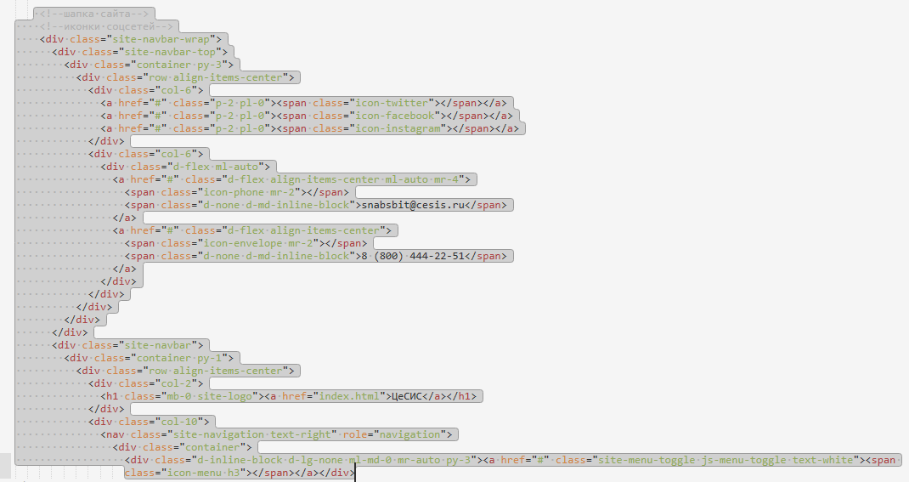 <!--шапка сайта-->
<!--иконки соцсетей-->
<div class="site-navbar-wrap">
<div class="site-navbar-top">
<div class="container py-3">
<div class="row align-items-center">
<div class="col-6">
<a href="#" class="p-2 pl-0"><span class="icon-twitter"></span></a>
<a href="#" class="p-2 pl-0"><span class="icon-facebook"></span></a>
<a href="#" class="p-2 pl-0"><span class="icon-instagram"></span></a>
</div>
<div class="col-6">
<div class="d-flex ml-auto">
<a href="#" class="d-flex align-items-center ml-auto mr-4">
<span class="icon-phone mr-2"></span>
<span class="d-none d-md-inline-block">snabsbit@cesis.ru</span>
</a>
<a href="#" class="d-flex align-items-center">
<span class="icon-envelope mr-2"></span>
<span class="d-none d-md-inline-block">8 (800) 444-22-51</span>
</a>
</div>
</div>
</div>
</div>
</div>
<div class="site-navbar">
<div class="container py-1">
<div class="row align-items-center">
<div class="col-2">
<h1 class="mb-0 site-logo"><a href="index.html">ЦеСИС</a></h1>
</div>
<div class="col-10">
<nav class="site-navigation text-right" role="navigation">
<div class="container">
<div class="d-inline-block d-lg-none ml-md-0 mr-auto py-3"><a href="#" class="site-menu-toggle js-menu-toggle text-white"><span
class="icon-menu h3"></span></a></div>